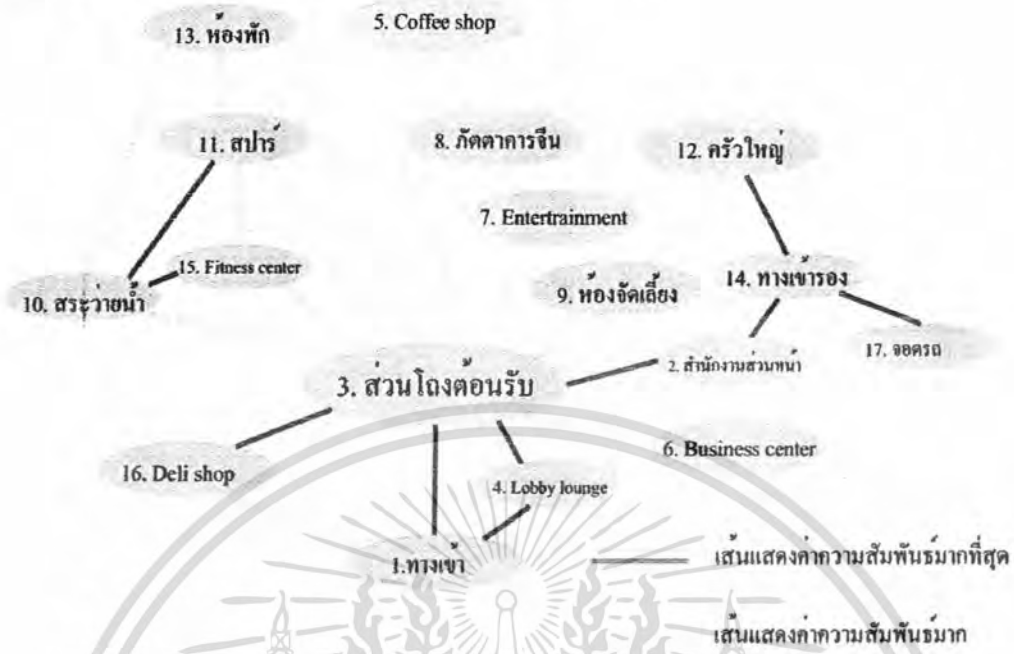 13. ห้องพัก
5. Coffee shop
11. สปาร์
8. ภัตตาการจีน
12. ครัวใหญ่
7. Entertrainment
15. Fitness center
10. สระว่ายน้ำ
9. ห้องจัดเลี้ยง
14. ทางเข้ารอง
2. สำนักงานส่วนหน้า
17. จอดรถ
3. ส่วนโถงต้อนรับ
16. Deli shop
6. Business center
4. Lobby lounge
1.ทางเข้า
เส้นแสดงค่าความสัมพันธ์มากที่สุด
เส้นแสดงค่าความสัมพันธ์มาก